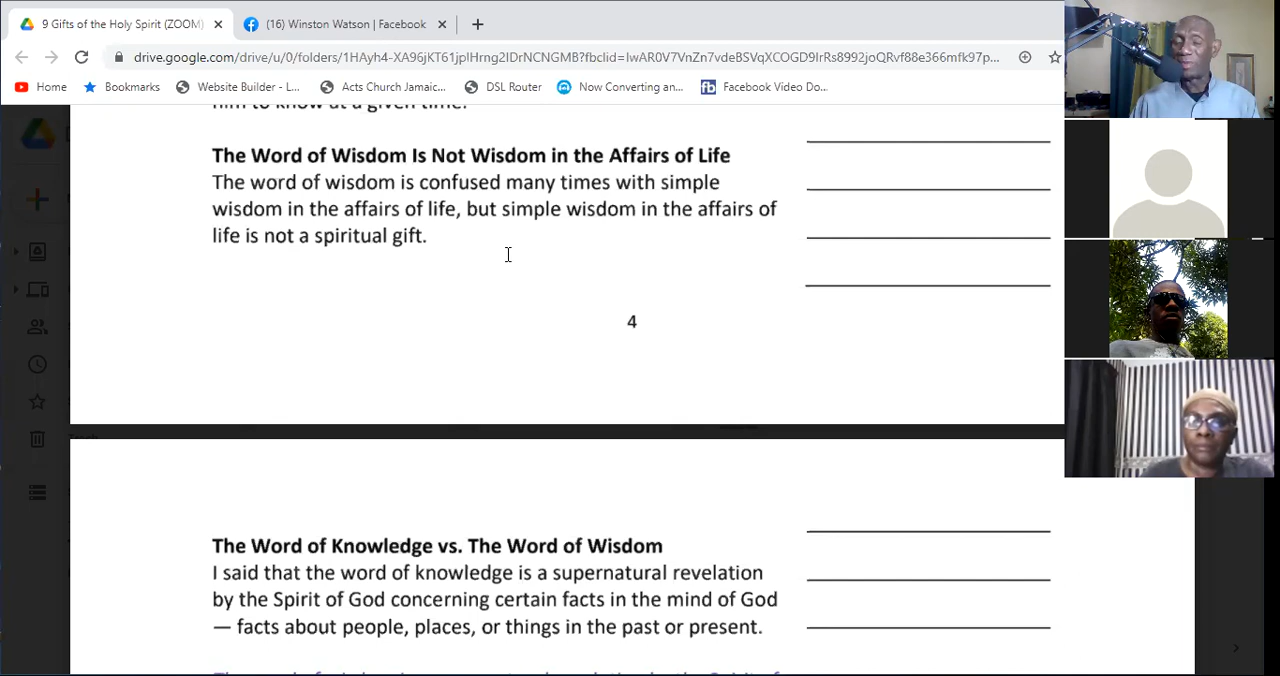 9 Gifts of the Holy Spirit (ZOOM)
(16) Winston Watson | Facebook
drive.google.com/drive/u/0/folders/1HAyh4-XA96jKT61jplHrng2IDrNCNGMB?fbclid=IwAR0V7VnZn7vdeBSVqXCOGD9IrRs8992joQRvf88e366mfk97p...
Home
Bookmarks
Website Builder - L...
Acts Church Jamaic...
DSL Router
Now Converting an...
Facebook Video Do...
him to know at a given time.
The Word of Wisdom Is Not Wisdom in the Affairs of Life
The word of wisdom is confused many times with simple
wisdom in the affairs of life, but simple wisdom in the affairs of
life is not a spiritual gift.
4
The Word of Knowledge vs. The Word of Wisdom
I said that the word of knowledge is a supernatural revelation
by the Spirit of God concerning certain facts in the mind of God
— facts about people, places, or things in the past or present.